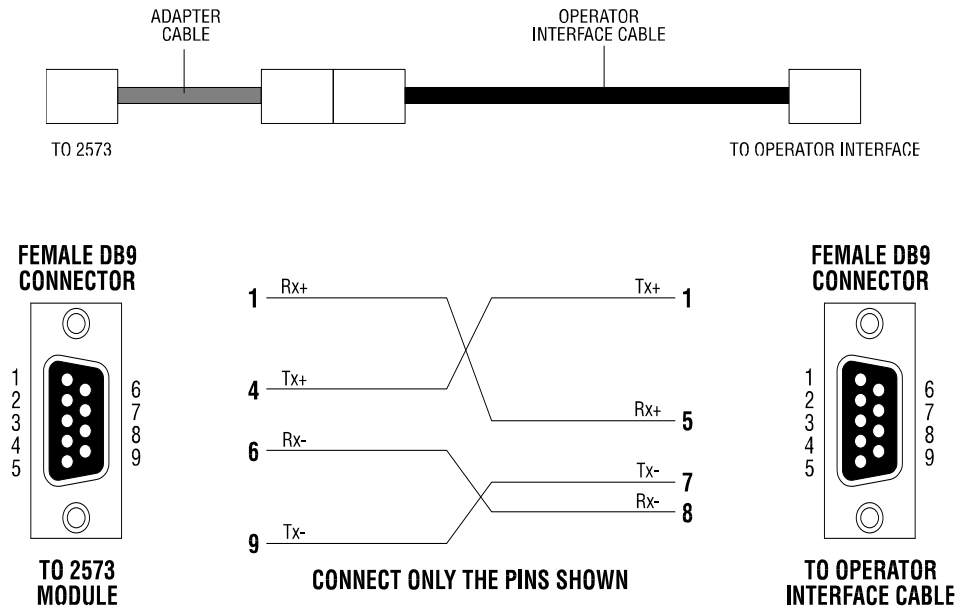 ADAPTER
CABLE
OPERATOR
INTERFACE CABLE
TO 2573
TO OPERATOR INTERFACE
FEMALE DB9
CONNECTOR
1
2
3
4
5
6
7
8
9
TO 2573
MODULE
1 Rx+
4 Tx+
6 Rx-
9 Tx-
Tx+ 1
Rx+ 5
Tx- 7
Rx- 8
CONNECT ONLY THE PINS SHOWN
FEMALE DB9
CONNECTOR
1
2
3
4
5
6
7
8
9
TO OPERATOR
INTERFACE CABLE